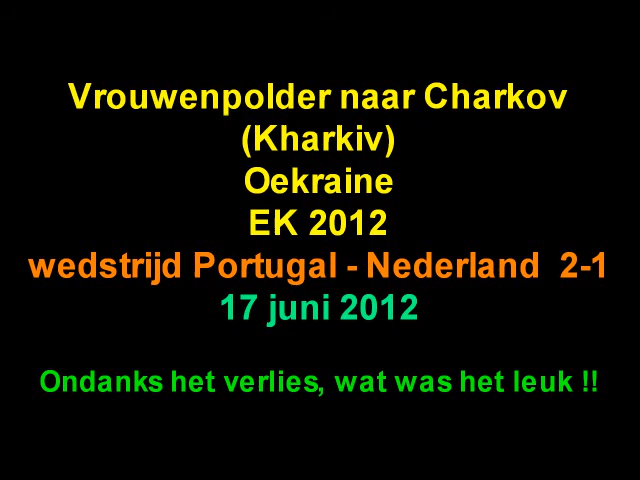 Vrouwenpolder naar Charkov
(Kharkiv)
Oekraine
EK 2012
wedstrijd Portugal - Nederland  2-1
17 juni 2012
Ondanks het verlies, wat was het leuk !!